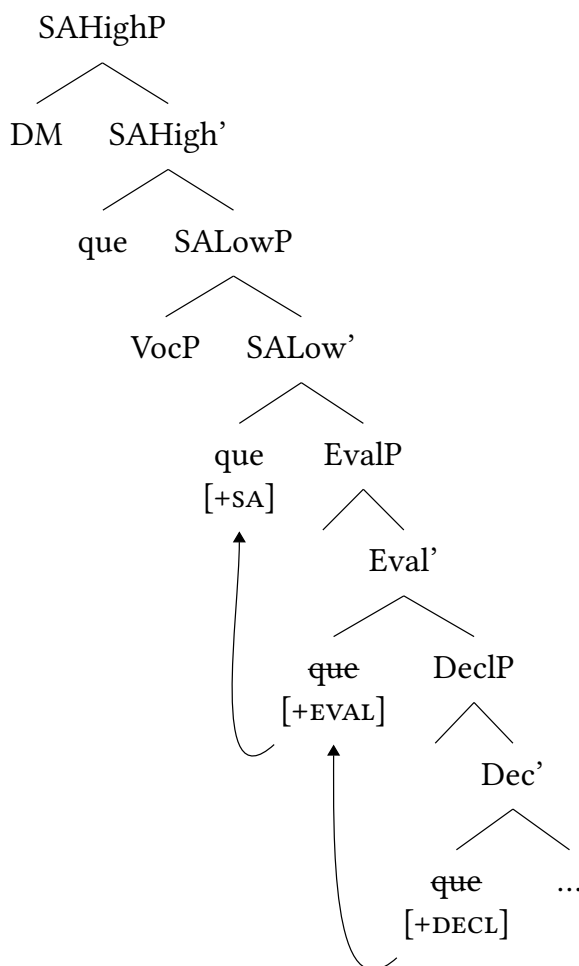 SAHighP
DM SAHigh’
que SALowP
VocP SALow’
que EvalP
[+SA]
Eval’
que DeclP
[+EVAL]
Dec’
que ...
[+DECL]